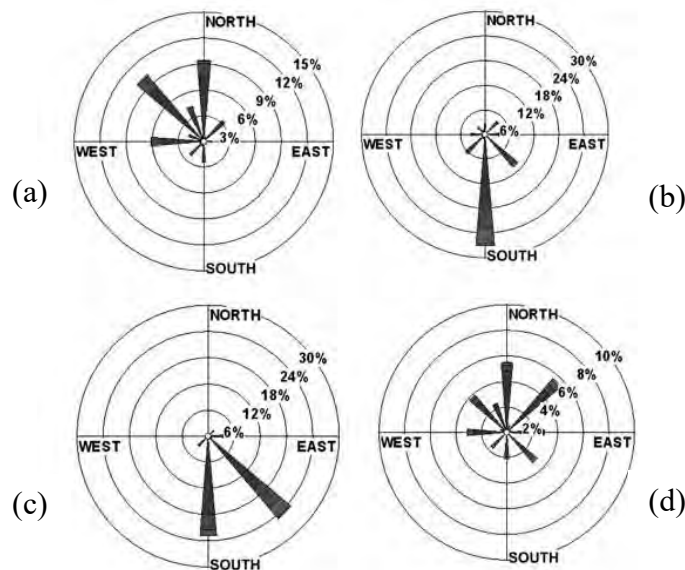 (a)
NORTH
15%
12%
9%
6%
3%
WEST
EAST
SOUTH
(b)
NORTH
30%
24%
18%
12%
6%
WEST
EAST
SOUTH
(c)
NORTH
30%
24%
18%
12%
6%
WEST
EAST
SOUTH
(d)
NORTH
10%
8%
6%
4%
2%
WEST
EAST
SOUTH